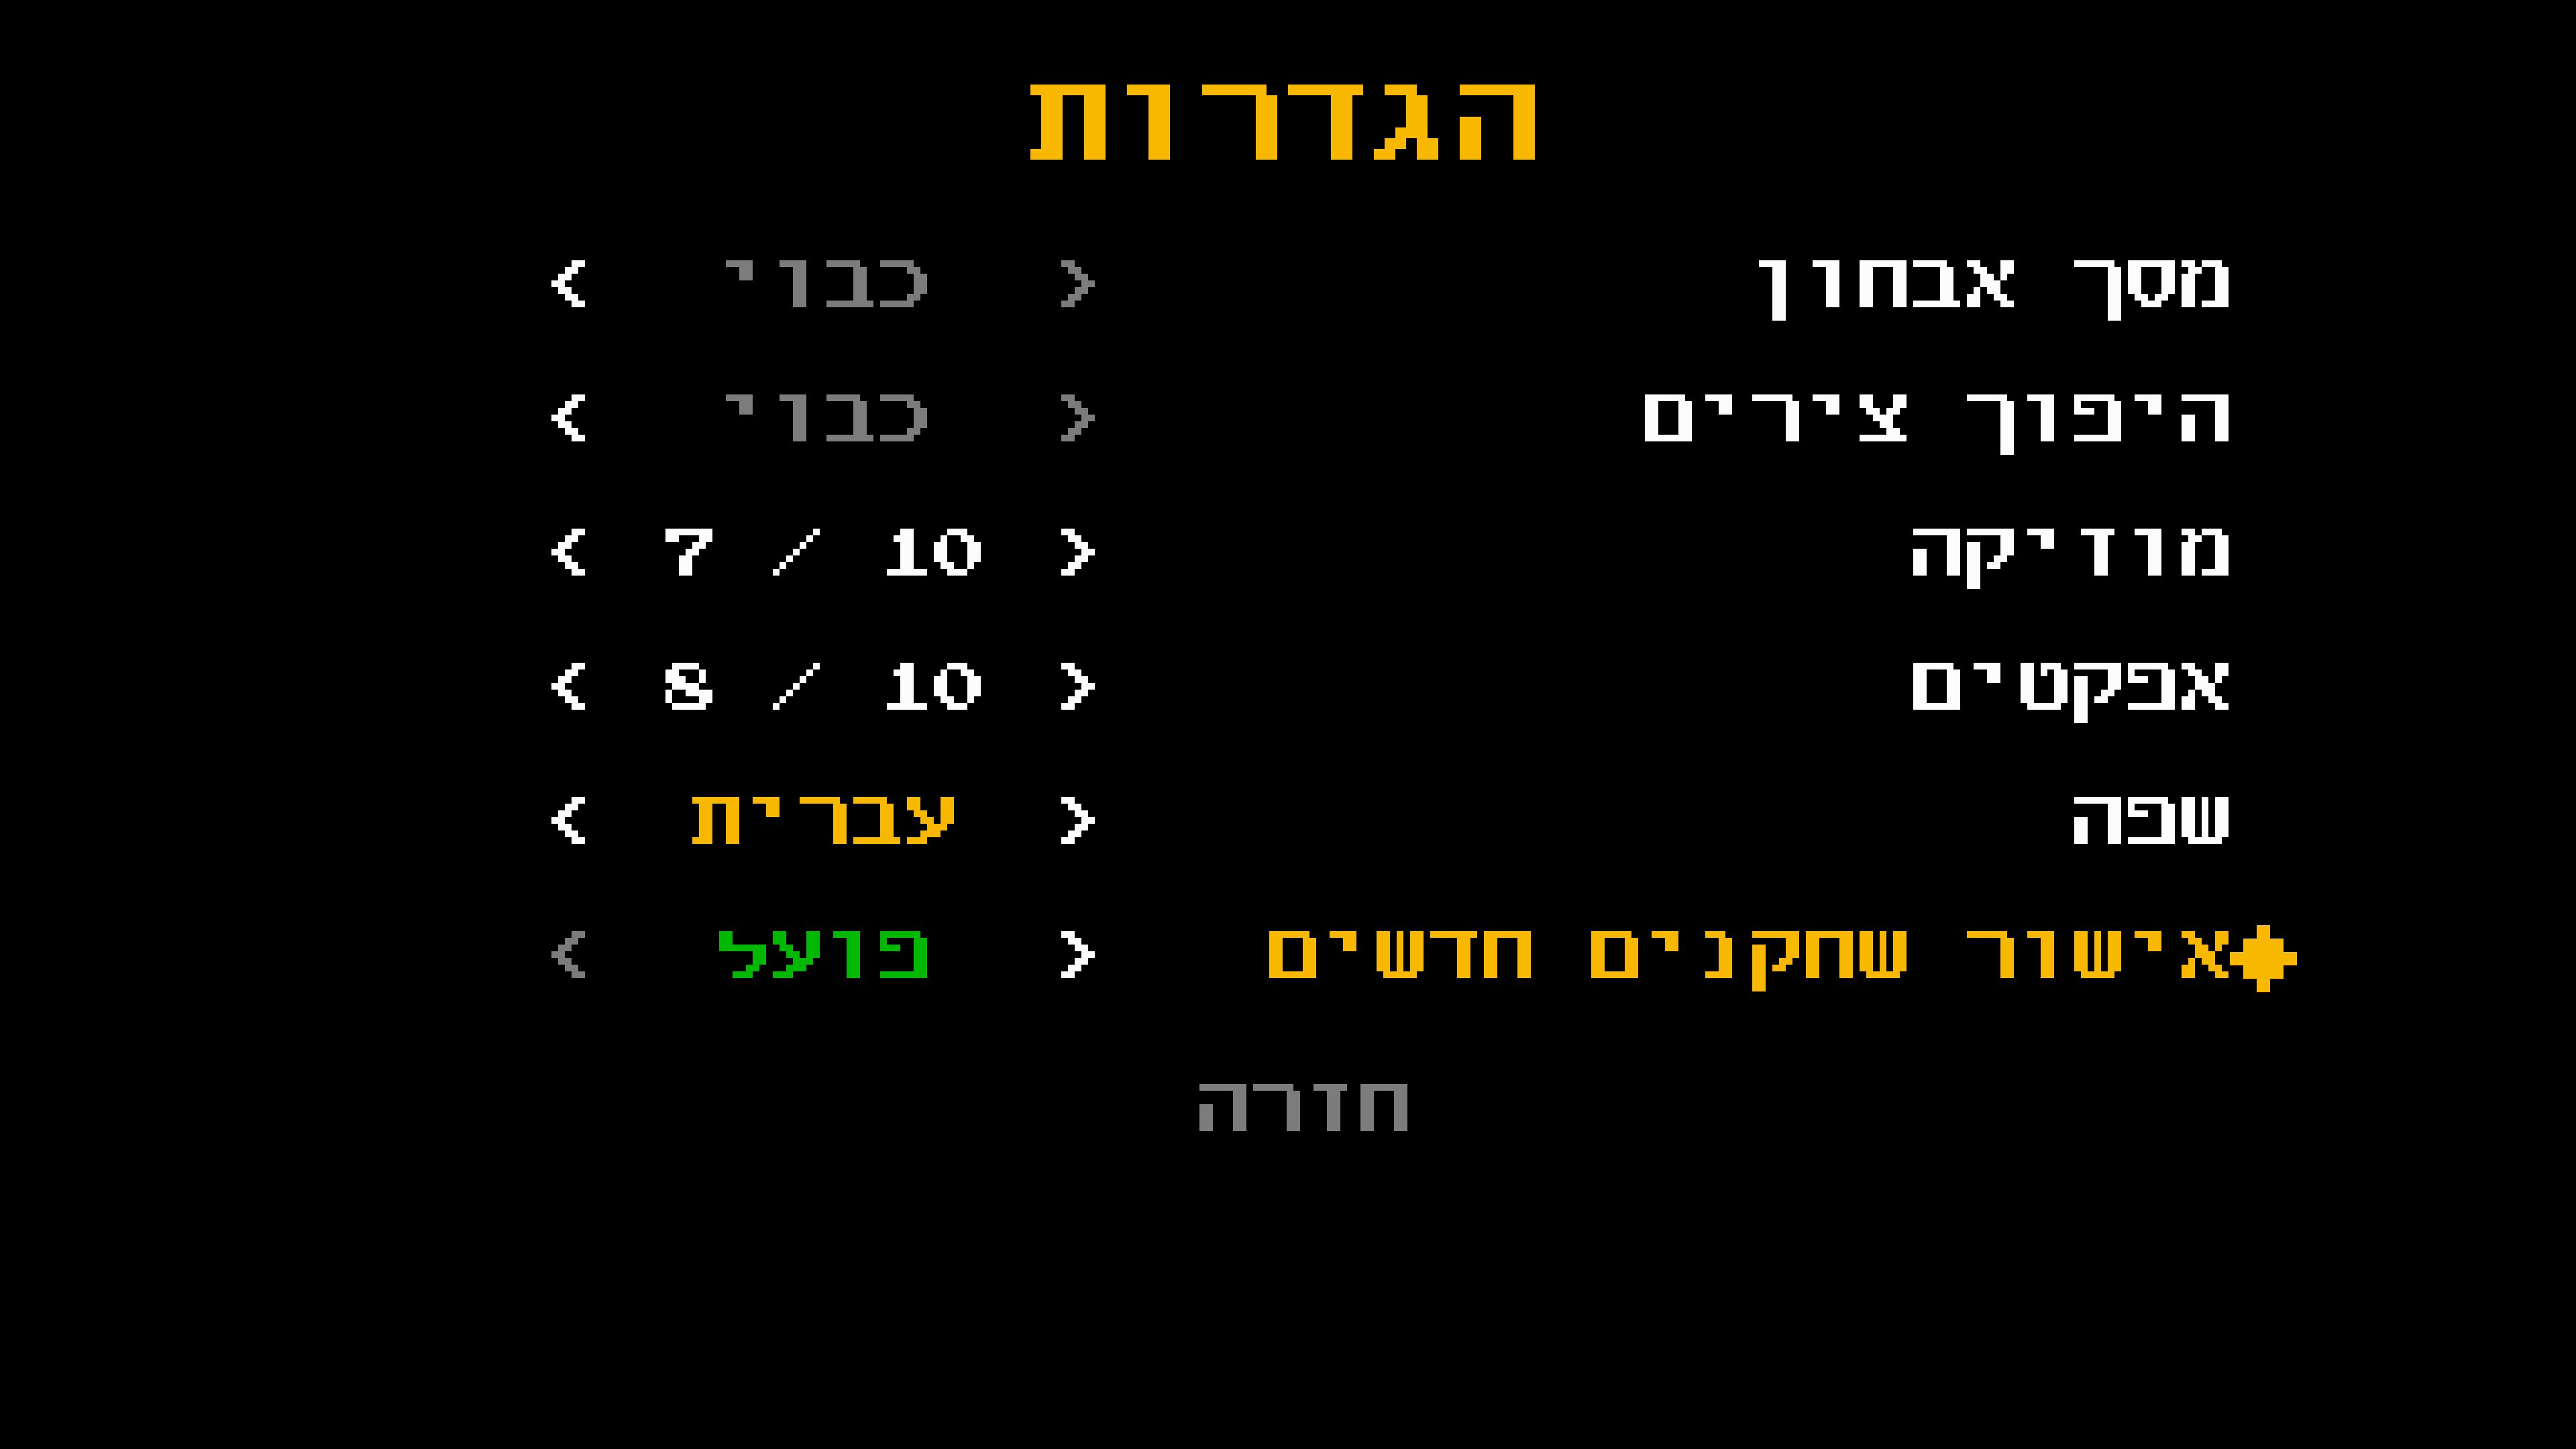 הגדרות
מסך אבחון > כבוי <
היפוך צירים > כבוי <
מוזיקה < 7 / 10 >
אפקטים < 8 / 10 >
שפה > עברית <
אישור שחקנים חדשים > פועל <
חזרה